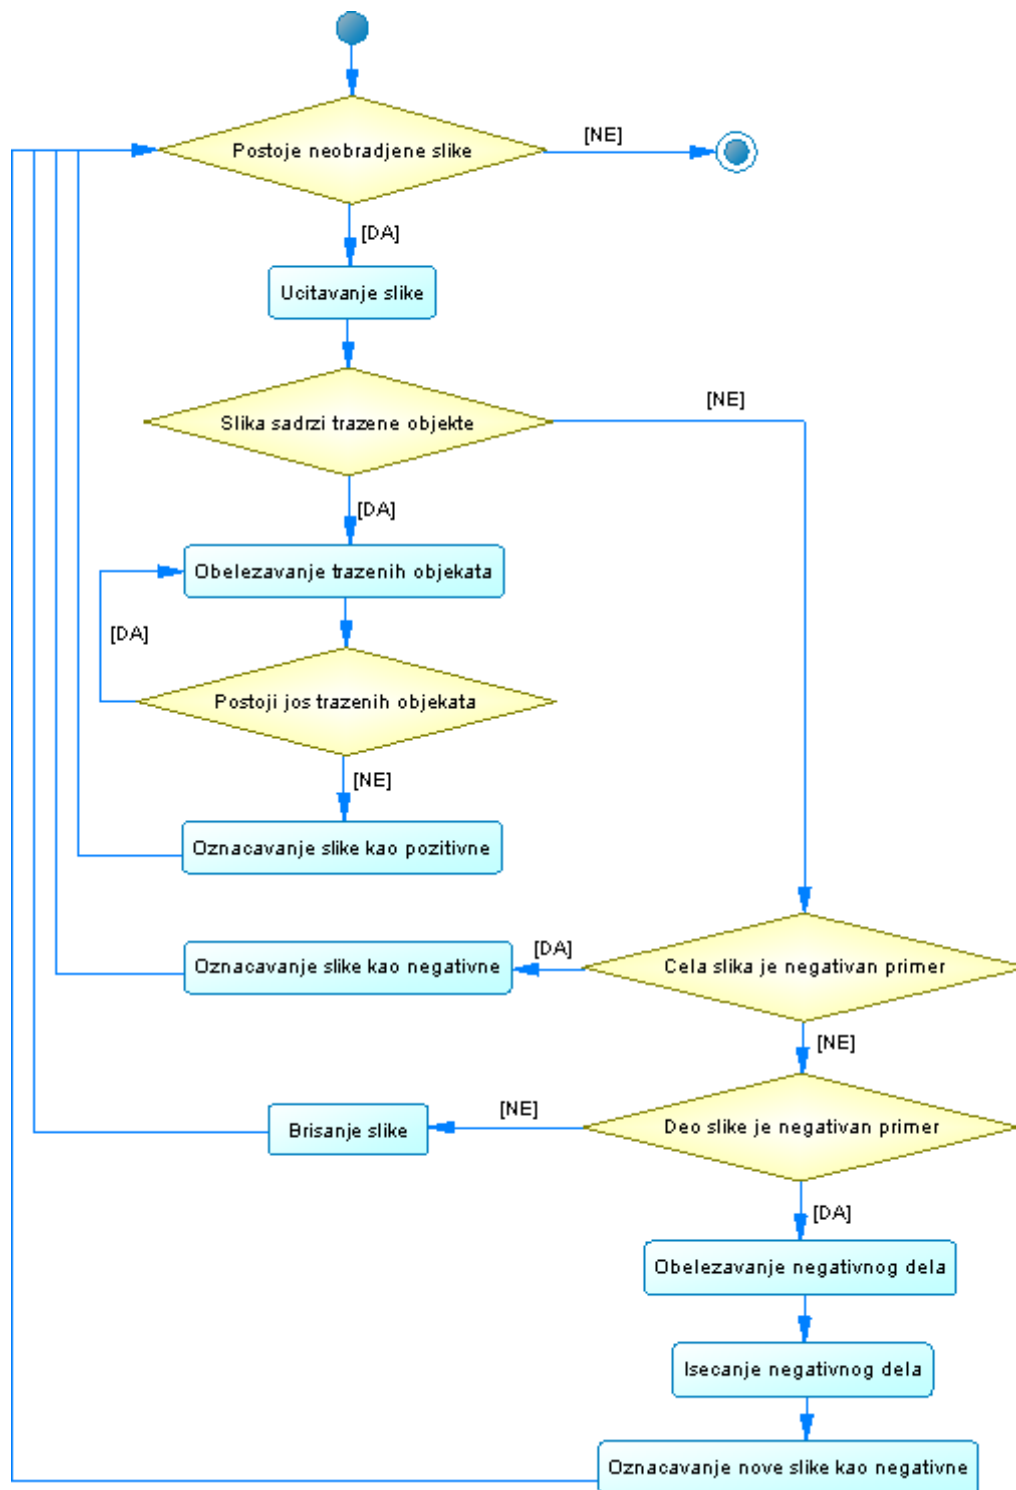 Postoje neobradjene slike
[NE]
[DA]
Ucitavanje slike
[NE]
Slika sadrzi trazene objekte
[DA]
Obelezavanje trazenih objekata
[DA]
Postoji jos trazenih objekata
[NE]
Oznacavanje slike kao pozitivne
[DA]
Oznacavanje slike kao negativne
Cela slika je negativan primer
[NE]
[NE]
Brisanje slike
Deo slike je negativan primer
[DA]
Obelezavanje negativnog dela
Isecanje negativnog dela
Oznacavanje nove slike kao negativne